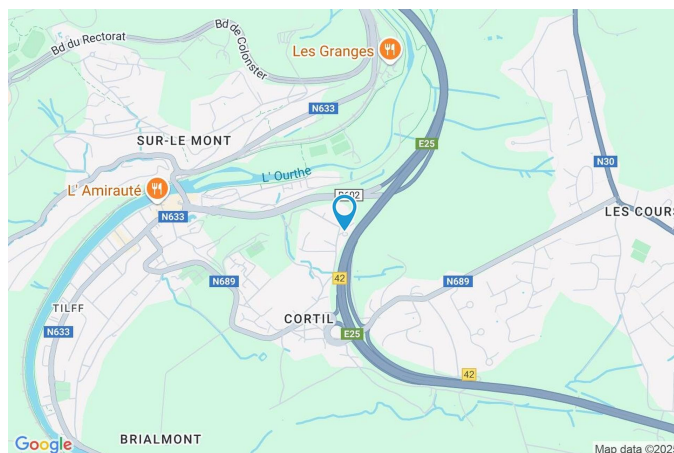 Bd de Colonster
Bd du Rectorat
Les Granges
N633
SUR-LE MONT
E25
N30
L' Ourthe
L' Amirauté
N633
LES COURS
42
N689
N689
TILFF
CORTIL
N633
E25
42
BRIALMONT
Google
Map data ©2025